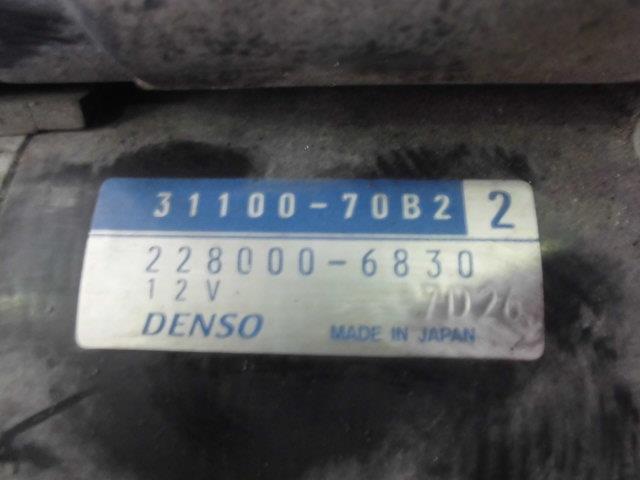 31100-70B2 2
228000-6830
12V 7D26
DENSO MADE IN JAPAN